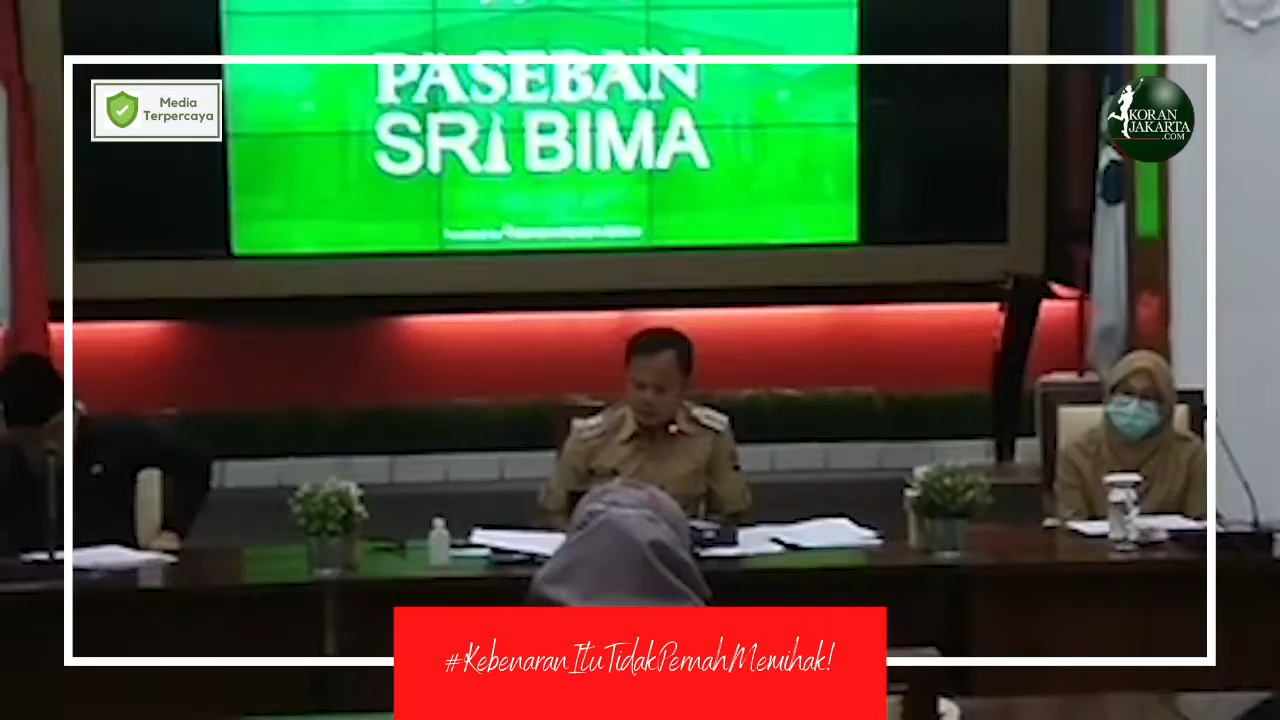 PASEBAN
SRI BIMA
Media
Terpercaya
KORAN
JAKARTA
.COM
#KebenaranItuTidakPernahMemihak!